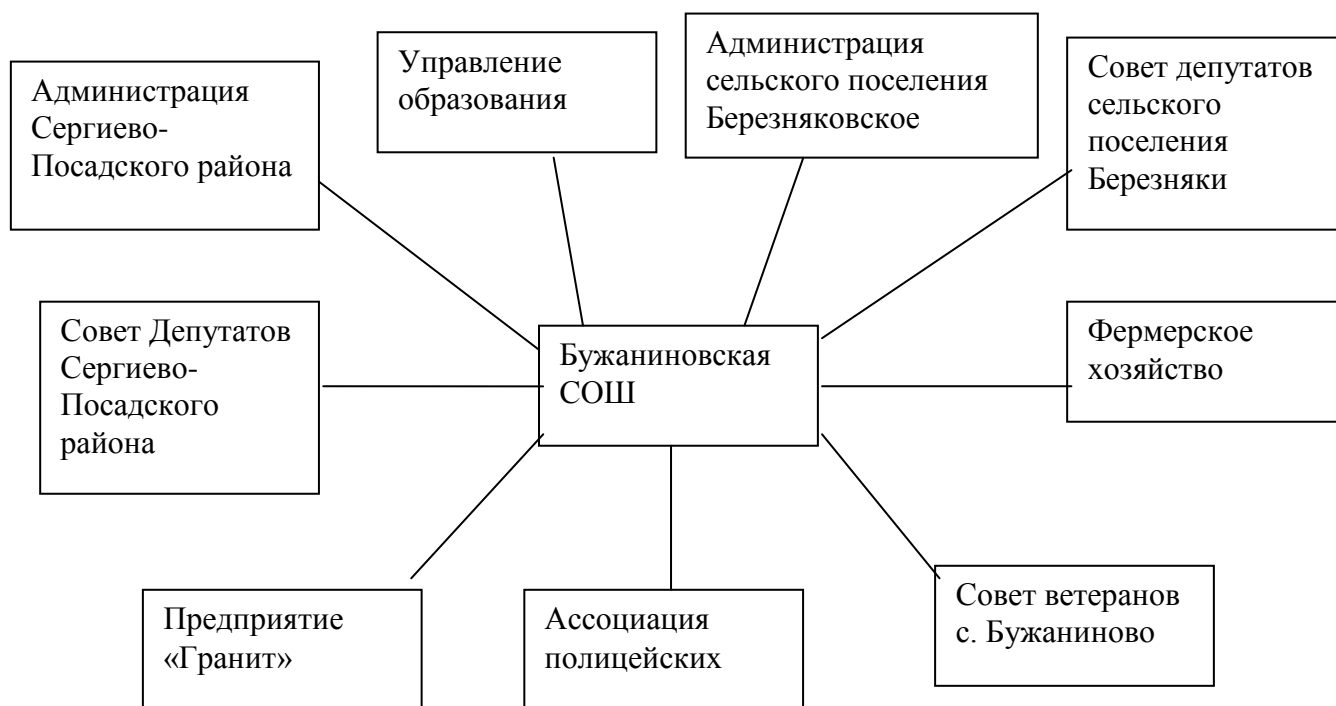 Администрация
Сергиево-
Посадского района
Управление
образования
Администрация
сельского поселения
Березняковское
Совет депутатов
сельского
поселения
Березняки
Совет Депутатов
Сергиево-
Посадского
района
Бужаниновская
СОШ
Фермерское
хозяйство
Предприятие
«Гранит»
Ассоциация
полицейских
Совет ветеранов
с. Бужаниново